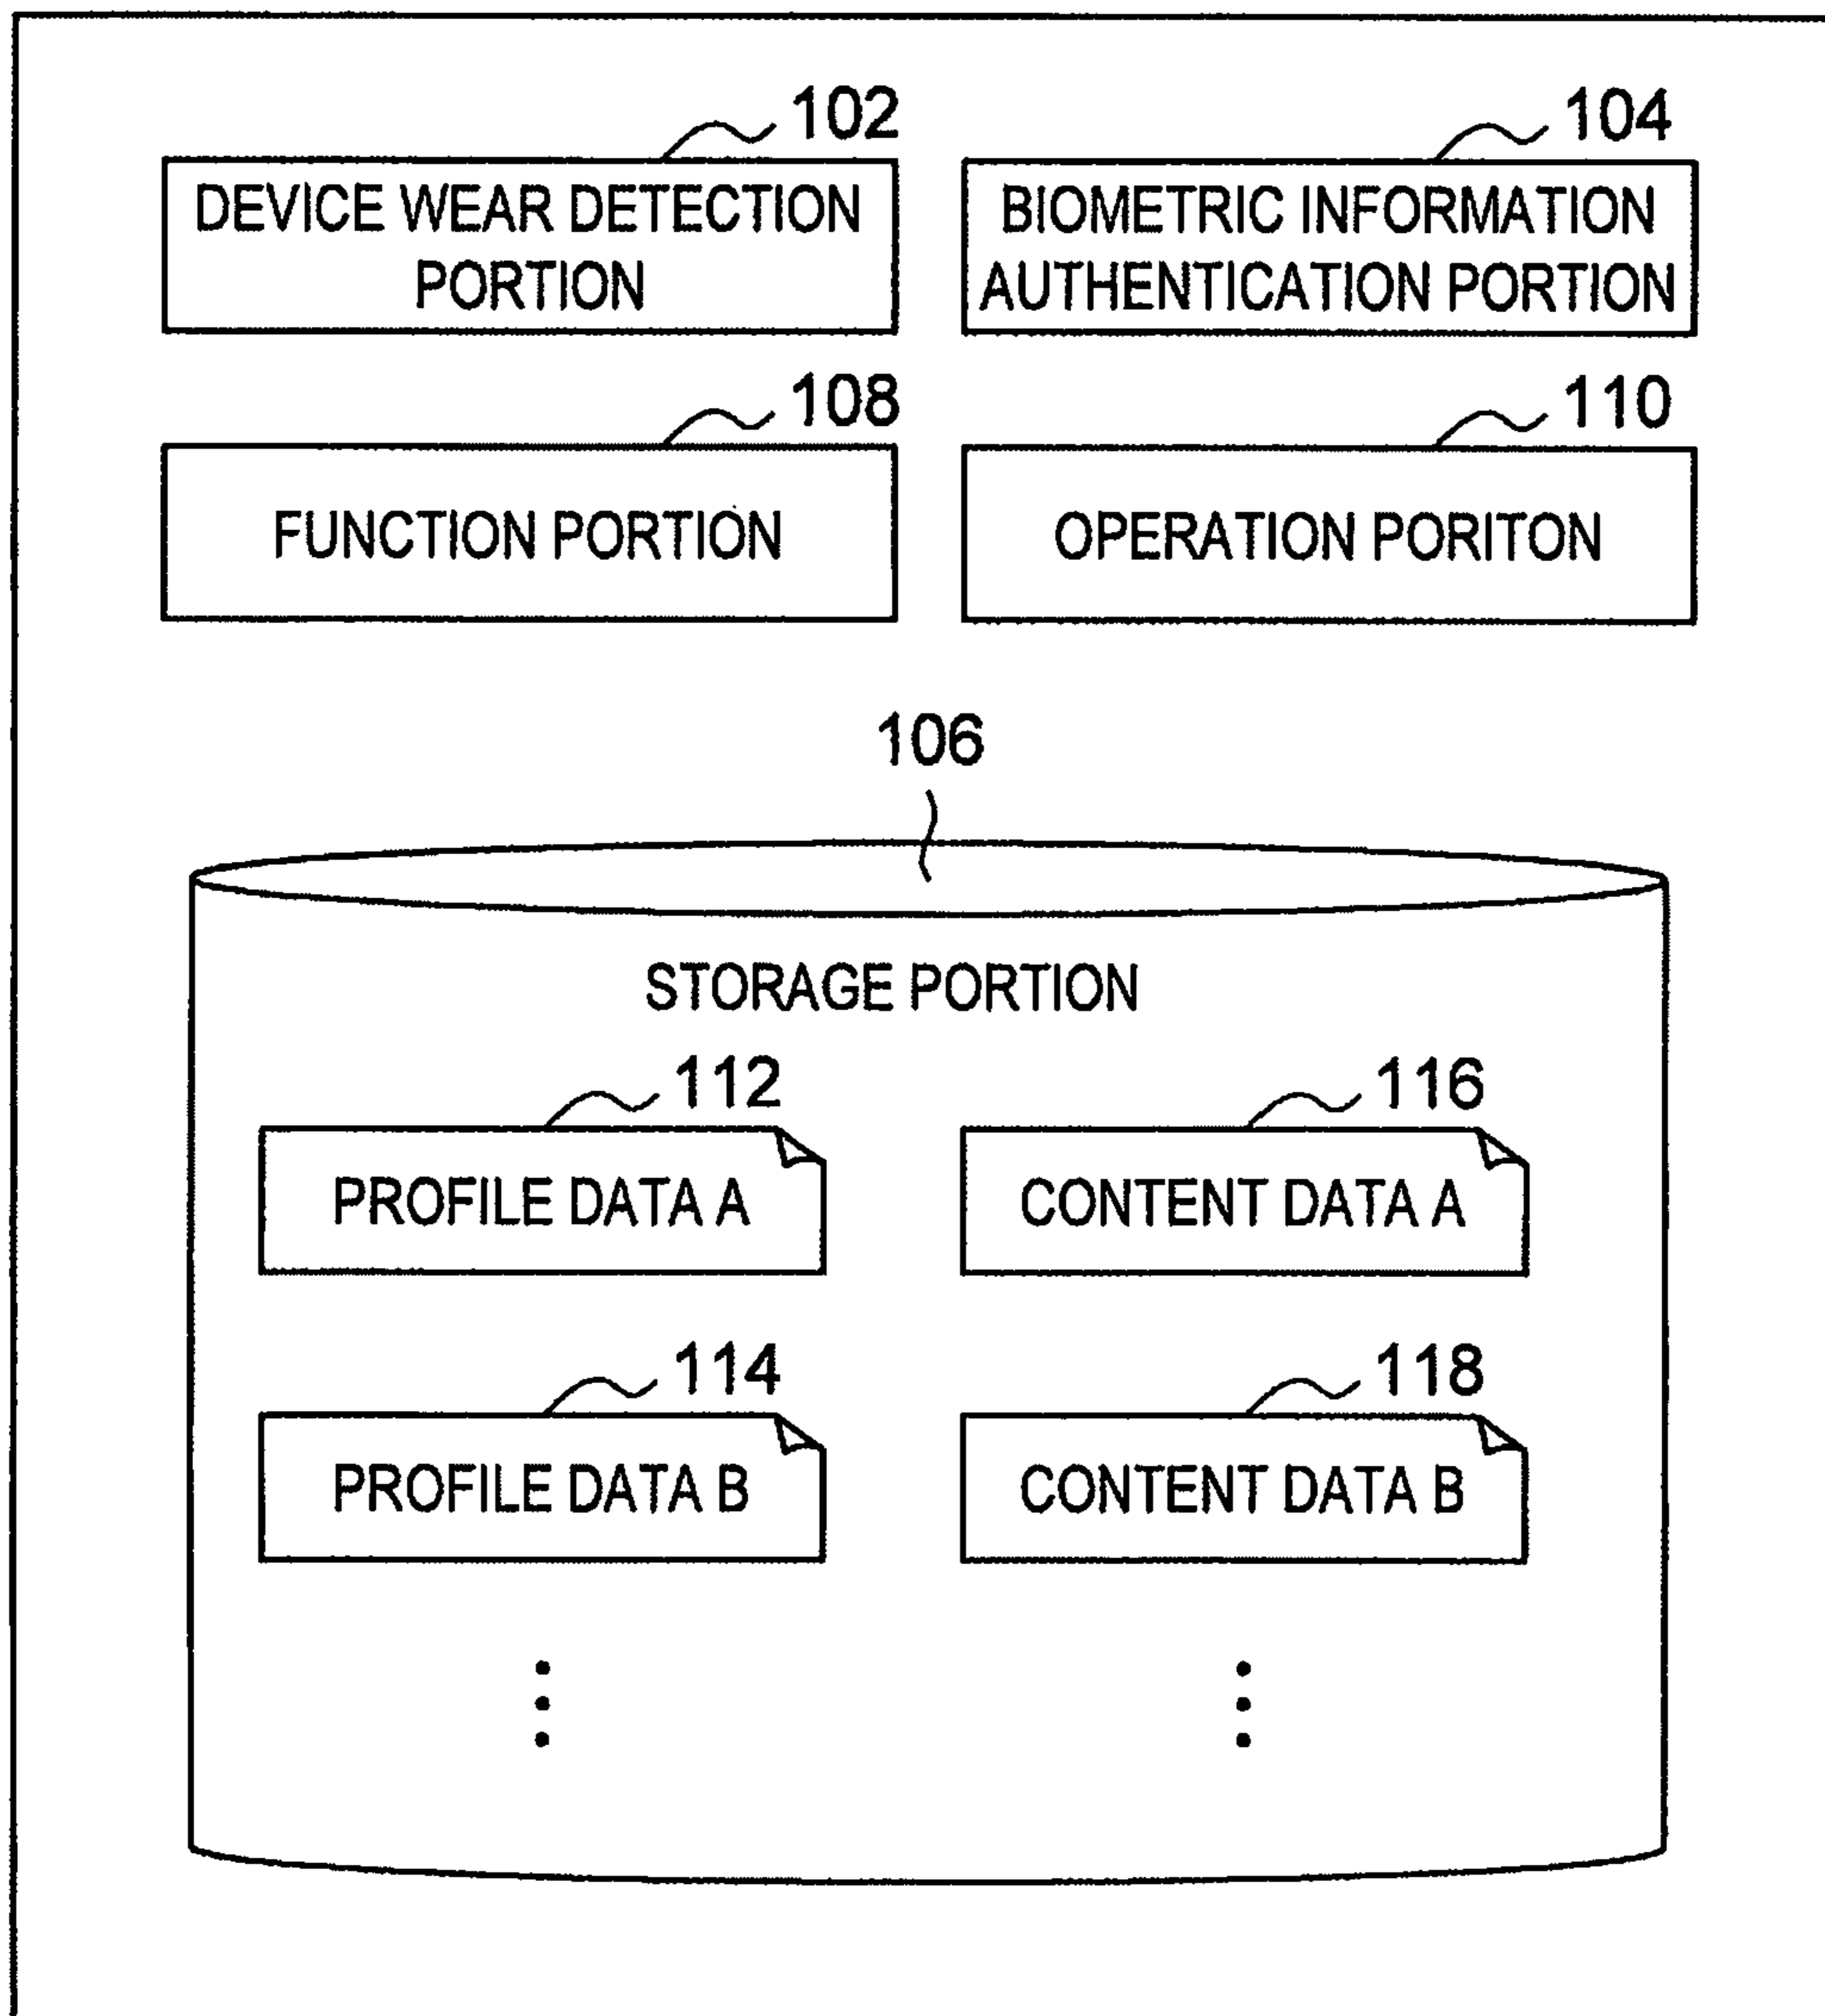 102
104
DEVICE WEAR DETECTION
PORTION
BIOMETRIC INFORMATION
AUTHENTICATION PORTION
108
110
FUNCTION PORTION
OPERATION PORITON
106
STORAGE PORTION
112
116
PROFILE DATA A
CONTENT DATA A
114
118
PROFILE DATA B
CONTENT DATA B